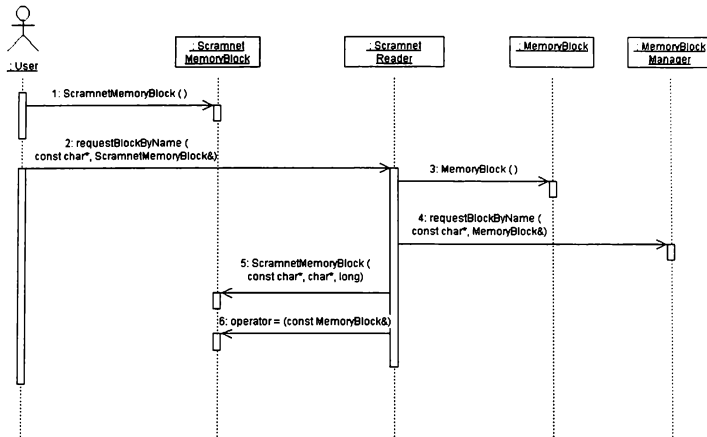 : User
: Scramnet
MemoryBlock
: Scramnet
Reader
: MemoryBlock
: MemoryBlock
Manager
1: ScramnetMemoryBlock ( )
2: requestBlockByName (
const char*, ScramnetMemoryBlock&)
3: MemoryBlock ( )
4: requestBlockByName (
const char*, MemoryBlock&)
5: ScramnetMemoryBlock (
const char*, char*, long)
6: operator = (const MemoryBlock&)